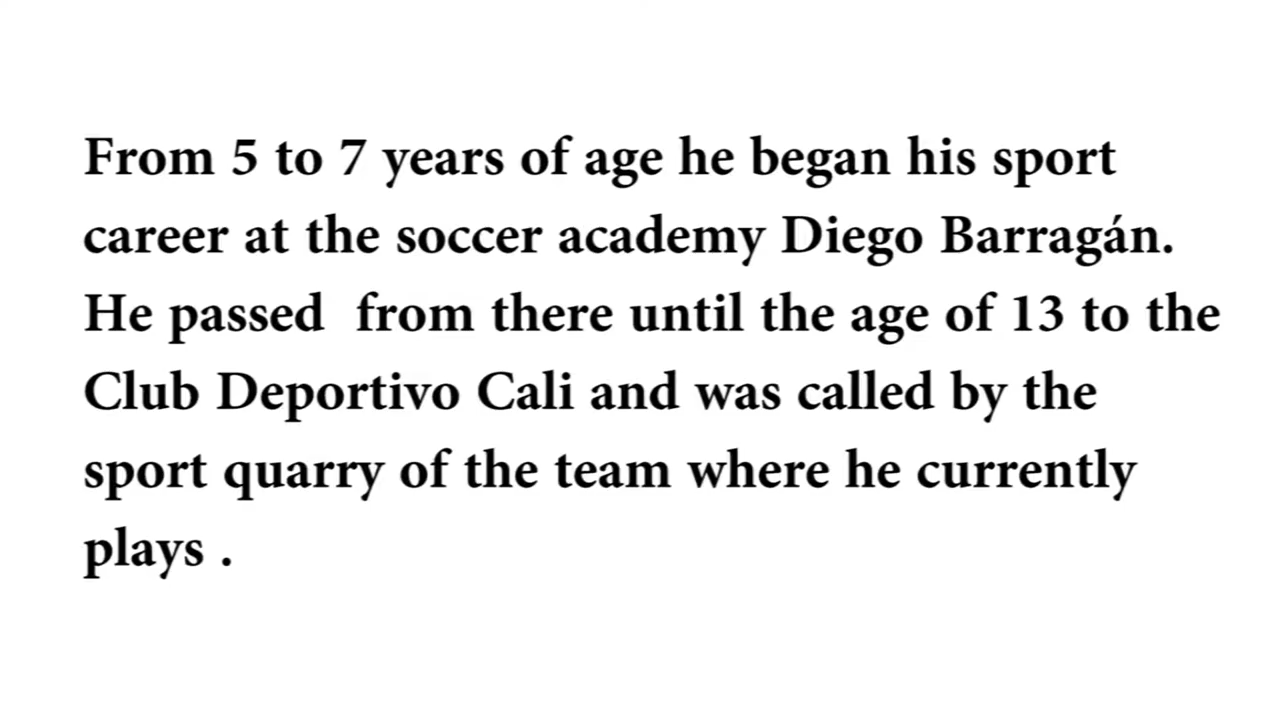 From 5 to 7 years of age he began his sport
career at the soccer academy Diego Barragán.
He passed  from there until the age of 13 to the
Club Deportivo Cali and was called by the
sport quarry of the team where he currently
plays .